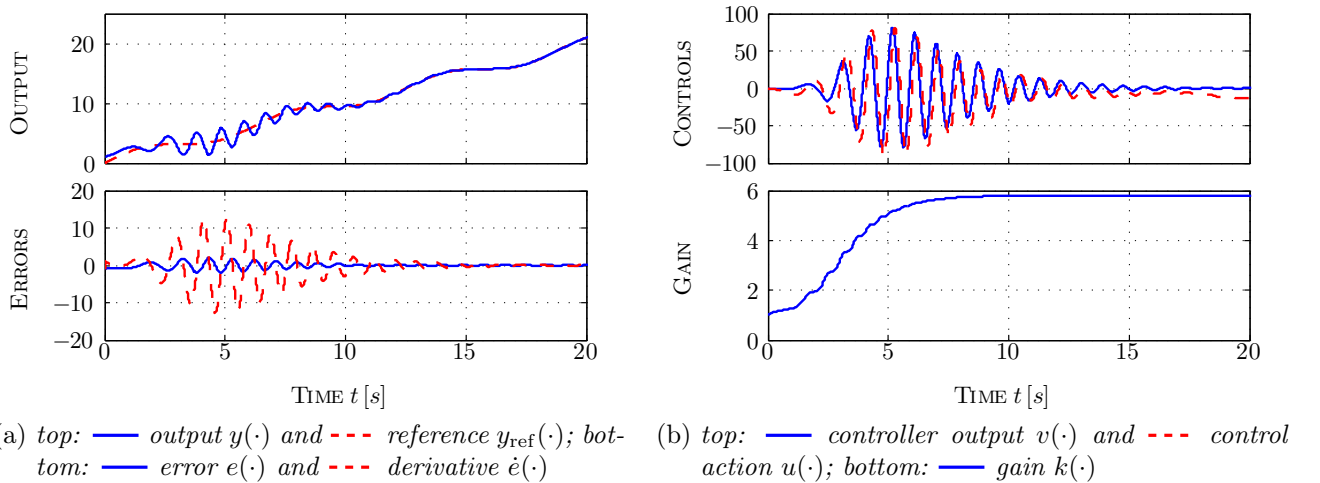 OUTPUT
20
10
0
ERRORS
20
10
0
−10
−20
0
5
10
15
20
TIME t [s]
(a) top: output y(·) and reference yref(·); bot-
tom: error e(·) and derivative ė(·)
CONTROLS
100
50
0
−50
−100
GAIN
6
4
2
0
0
5
10
15
20
TIME t [s]
(b) top: controller output v(·) and control
action u(·); bottom: gain k(·)